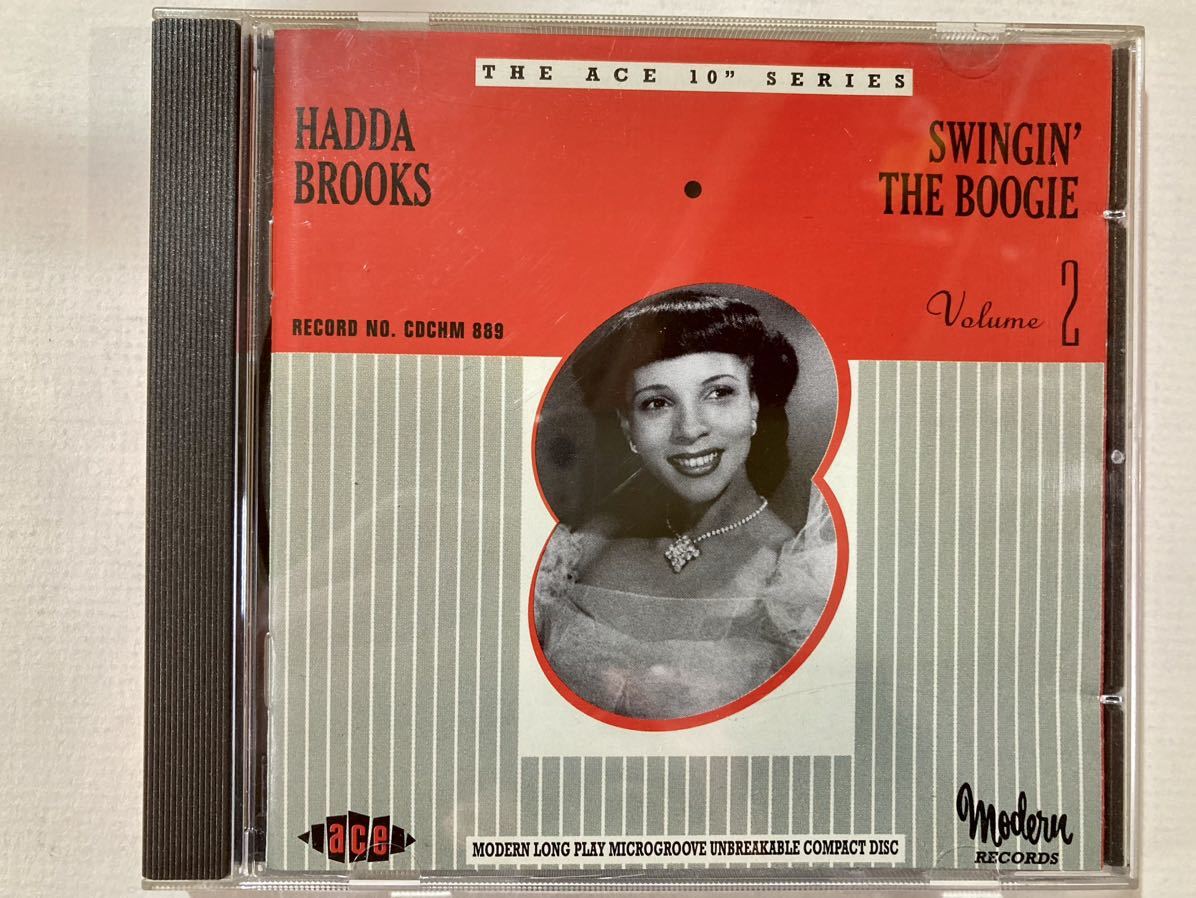 THE ACE 10” SERIES
HADDA
BROOKS
SWINGIN’
THE BOOGIE
Volume 2
RECORD NO. CDCHM 889
ace
MODERN LONG PLAY MICROGROOVE UNBREAKABLE COMPACT DISC
Modern
RECORDS